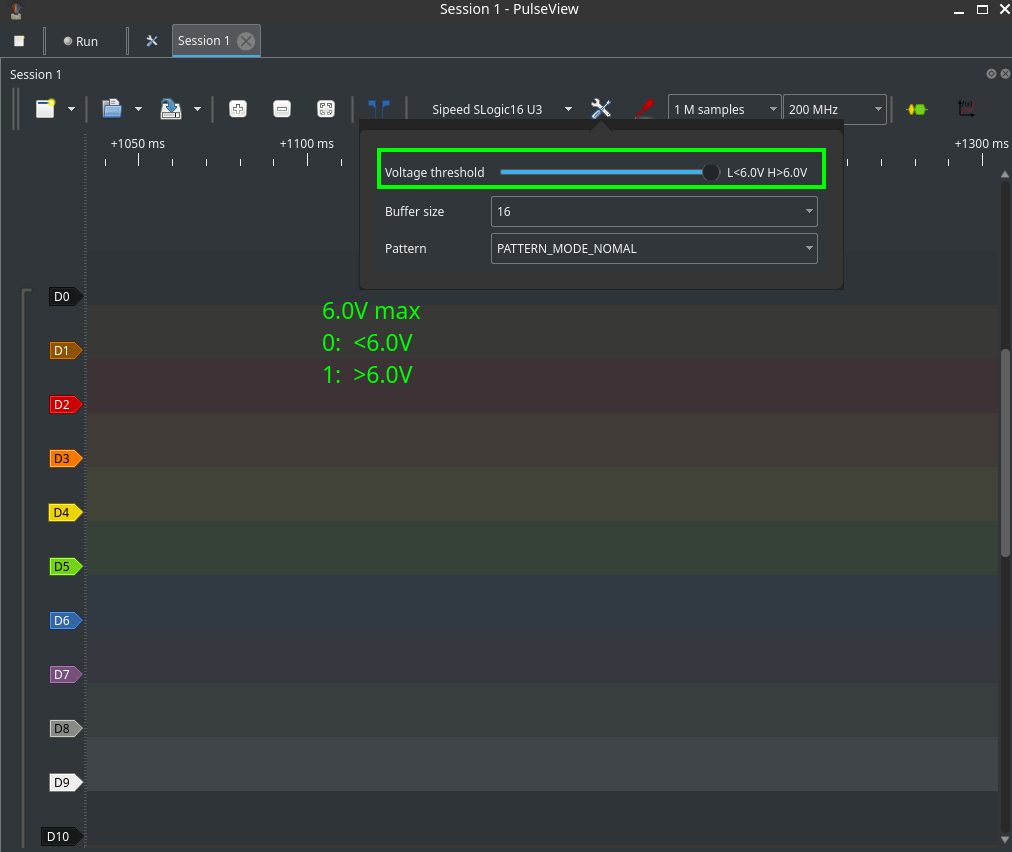 Session 1 - PulseView
Run
Session 1
Session 1
Sipeed SLogic16 U3
1 M samples
200 MHz
+1050 ms
+1100 ms
+1300 ms
Voltage threshold L<6.0V H>6.0V
Buffer size 16
Pattern PATTERN_MODE_NOMAL
6.0V max
0: <6.0V
1: >6.0V
D0
D1
D2
D3
D4
D5
D6
D7
D8
D9
D10